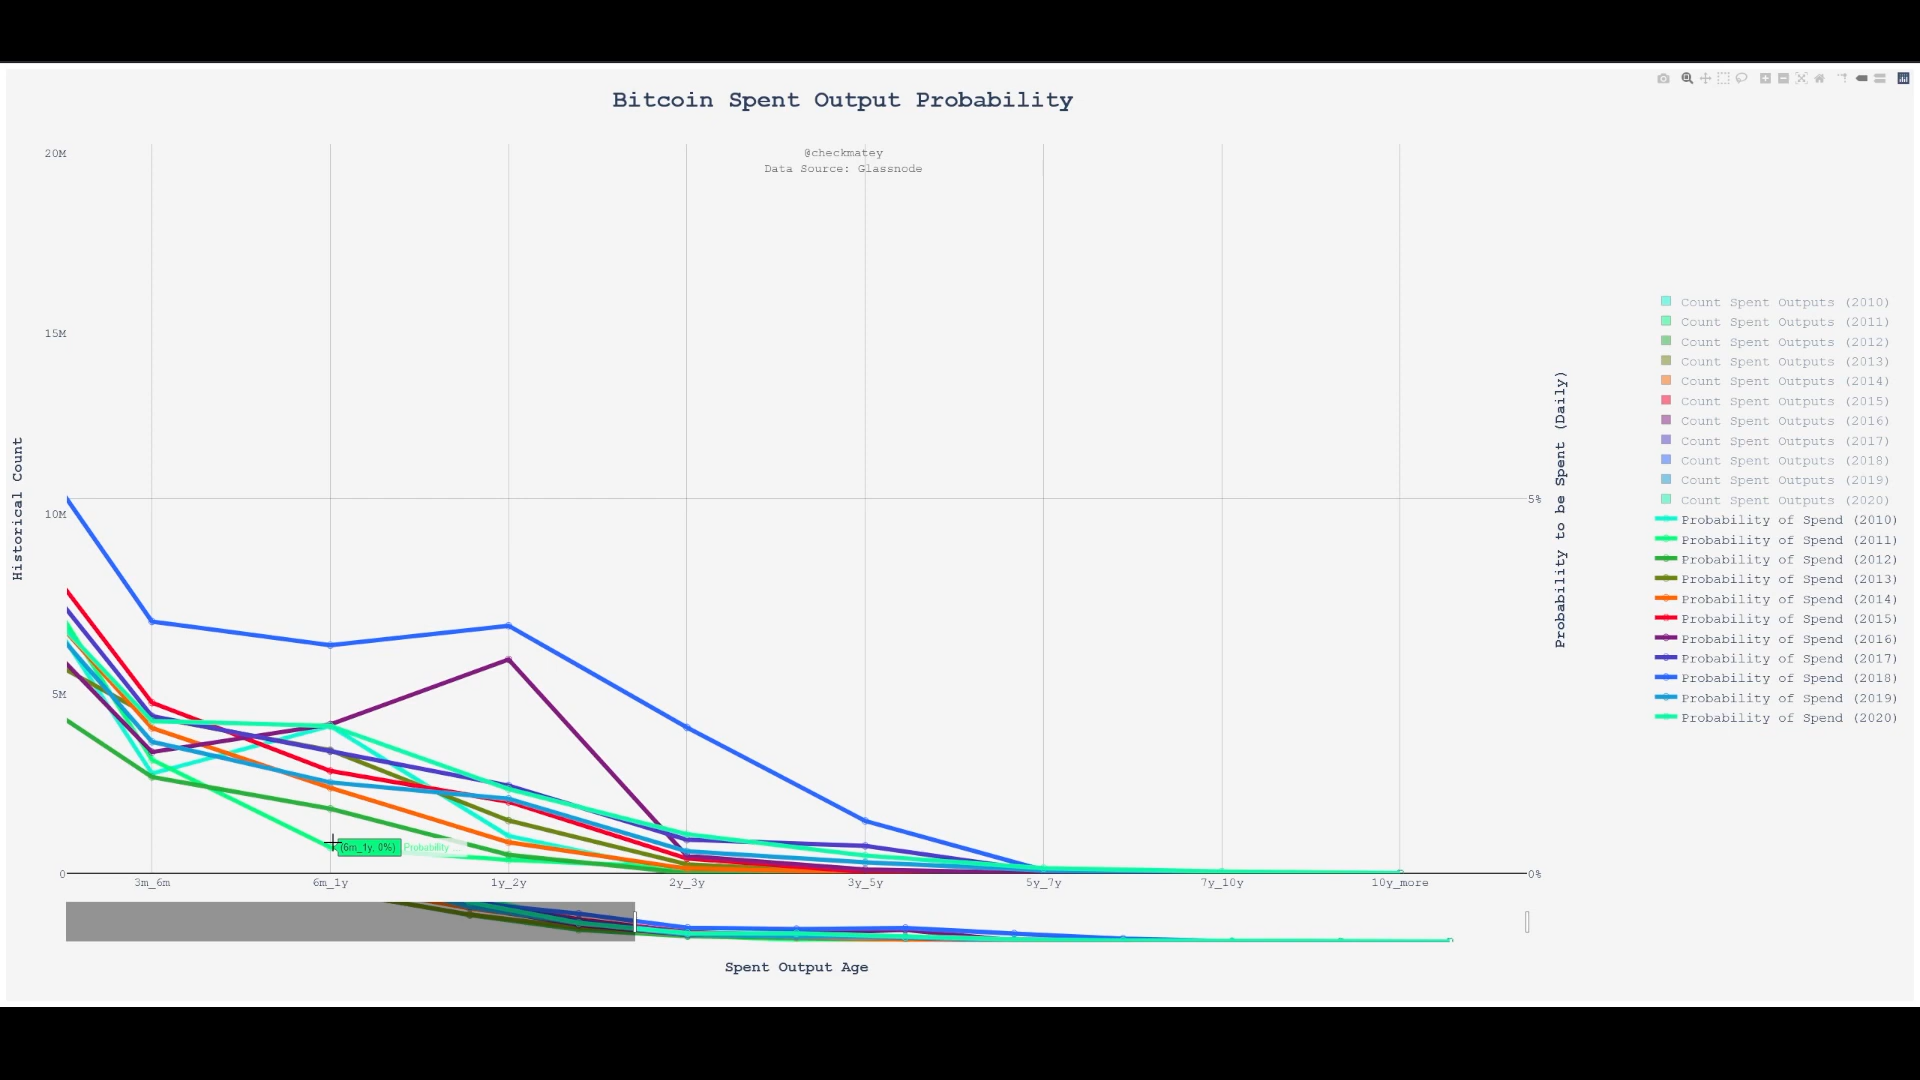 Bitcoin Spent Output Probability
@checkmatey
Data Source: Glassnode
20M
15M
10M
5M
0
Historical Count
5%
0%
Probability to be Spent (Daily)
(6m_1y, 0%)
Probability ...
3m_6m
6m_1y
1y_2y
2y_3y
3y_5y
5y_7y
7y_10y
10y_more
Spent Output Age
Count Spent Outputs (2010)
Count Spent Outputs (2011)
Count Spent Outputs (2012)
Count Spent Outputs (2013)
Count Spent Outputs (2014)
Count Spent Outputs (2015)
Count Spent Outputs (2016)
Count Spent Outputs (2017)
Count Spent Outputs (2018)
Count Spent Outputs (2019)
Count Spent Outputs (2020)
Probability of Spend (2010)
Probability of Spend (2011)
Probability of Spend (2012)
Probability of Spend (2013)
Probability of Spend (2014)
Probability of Spend (2015)
Probability of Spend (2016)
Probability of Spend (2017)
Probability of Spend (2018)
Probability of Spend (2019)
Probability of Spend (2020)